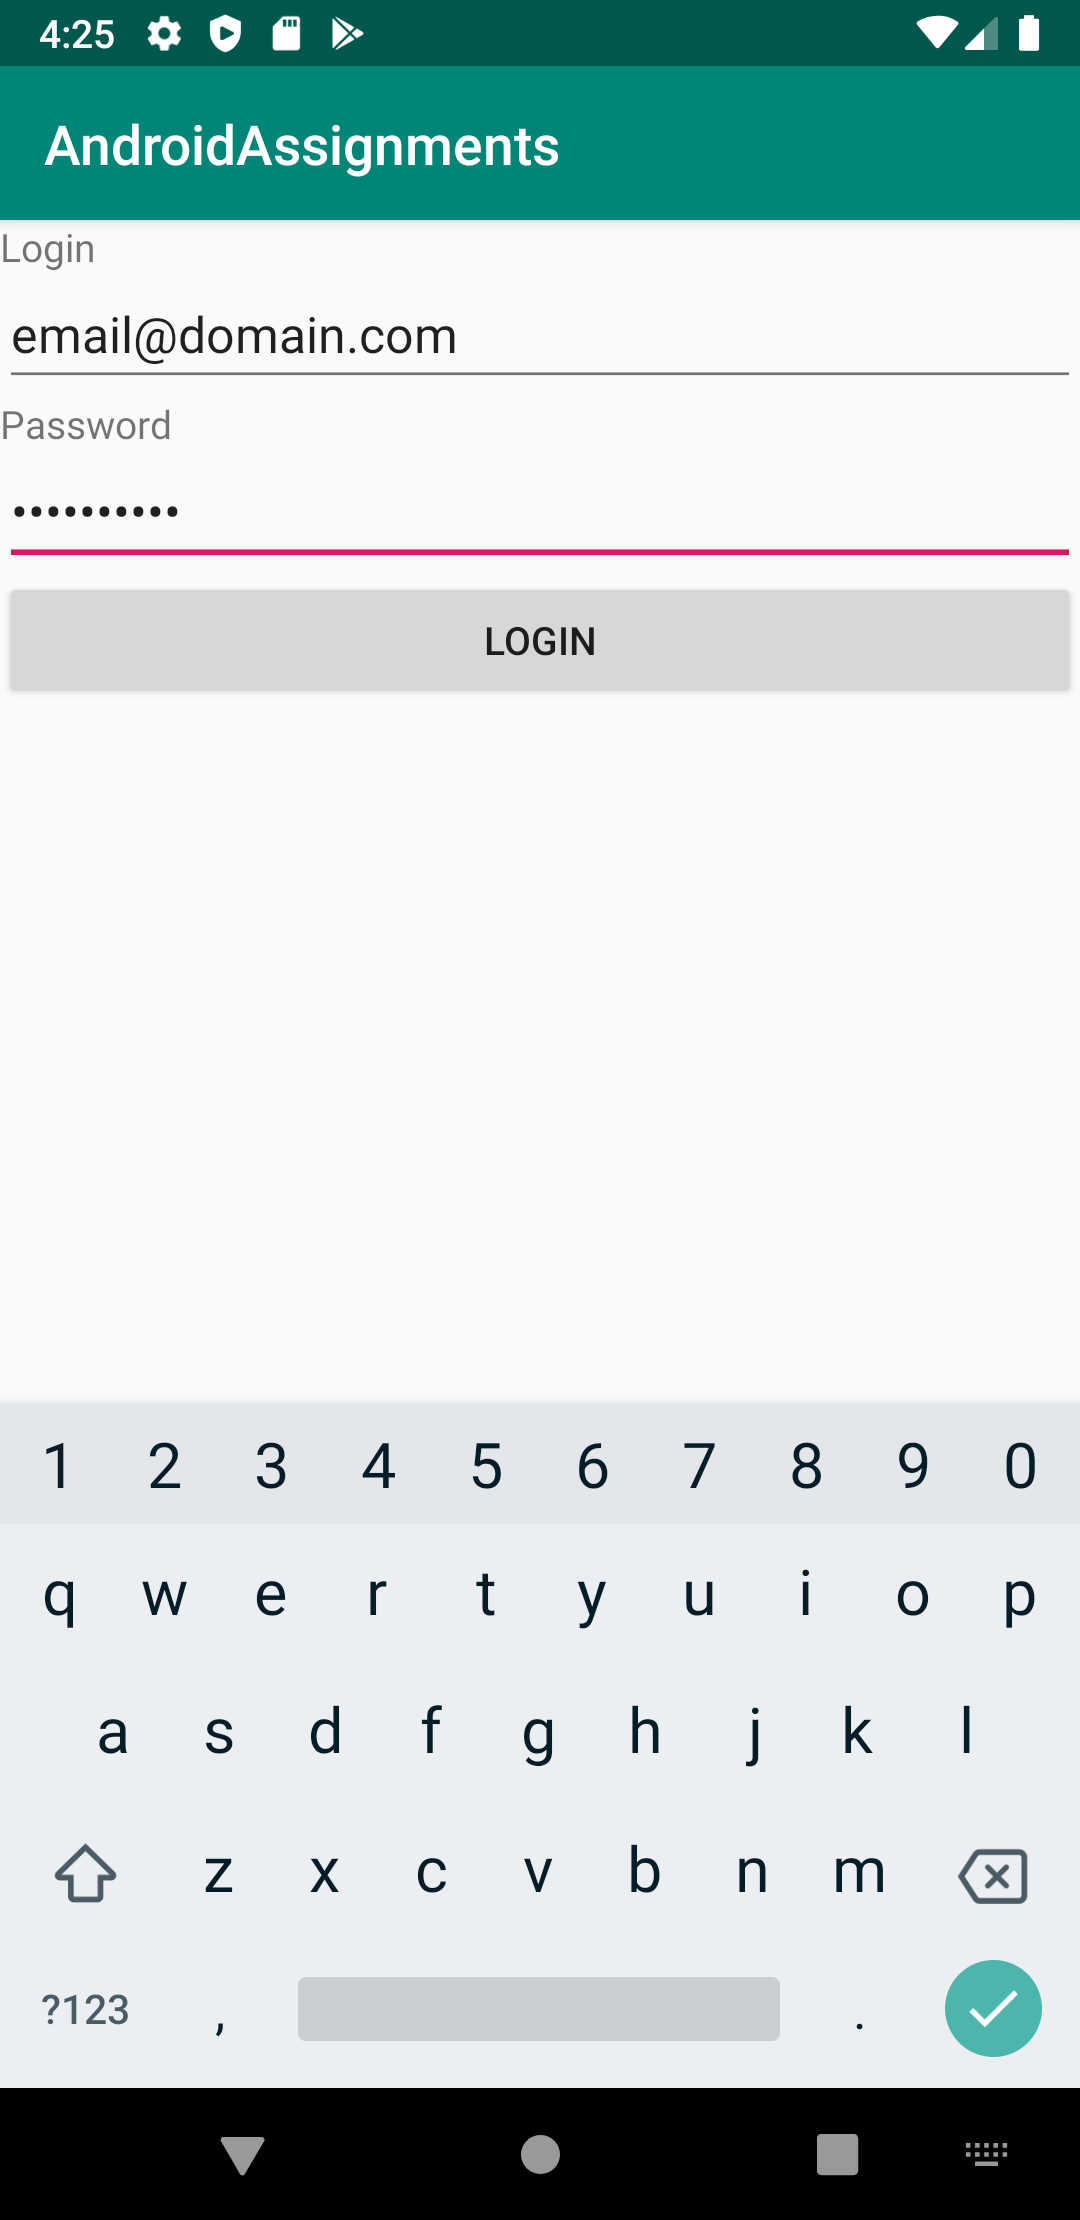 4:25
AndroidAssignments
Login
email@domain.com
Password
••••••••••
LOGIN
1 2 3 4 5 6 7 8 9 0
q w e r t y u i o p
a s d f g h j k l
z x c v b n m
?123 , .